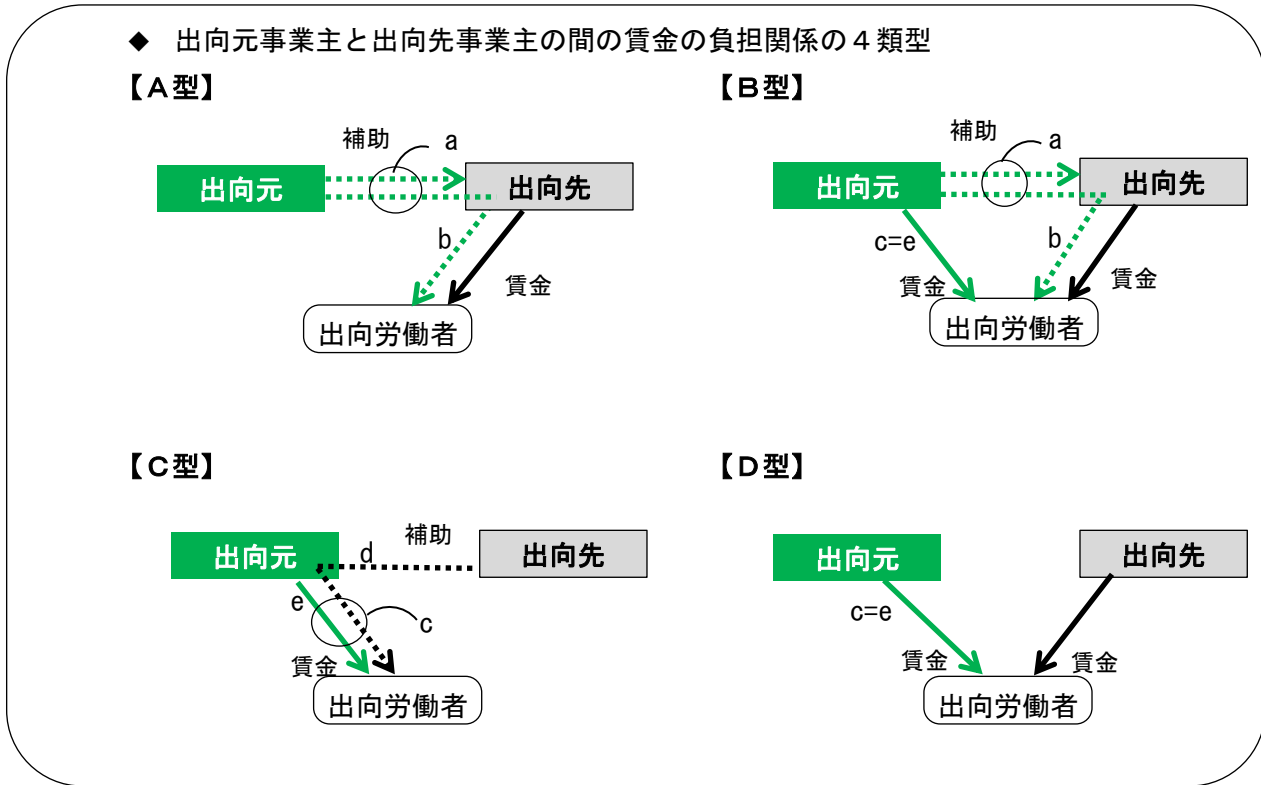 ◆ 出向元事業主と出向先事業主の間の賃金の負担関係の４類型
【Ａ型】
補助 a
出向元
出向先
b
賃金
出向労働者
【Ｂ型】
補助 a
出向元
出向先
c=e
b
賃金
賃金
出向労働者
【Ｃ型】
補助
出向元
d
出向先
e
c
賃金
出向労働者
【Ｄ型】
出向元
出向先
c=e
賃金
賃金
出向労働者